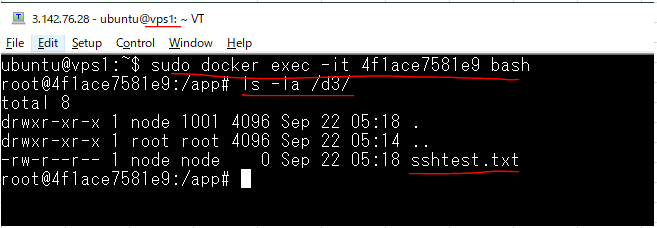 3.142.76.28 - ubuntu@vps1: ~ VT
File Edit Setup Control Window Help
ubuntu@vps1:~$ sudo docker exec -it 4f1ace7581e9 bash
root@4f1ace7581e9:/app# ls -la /d3/
total 8
drwxr-xr-x 1 node 1001 4096 Sep 22 05:18 .
drwxr-xr-x 1 root root 4096 Sep 22 05:14 ..
-rw-r--r-- 1 node node    0 Sep 22 05:18 sshtest.txt
root@4f1ace7581e9:/app#